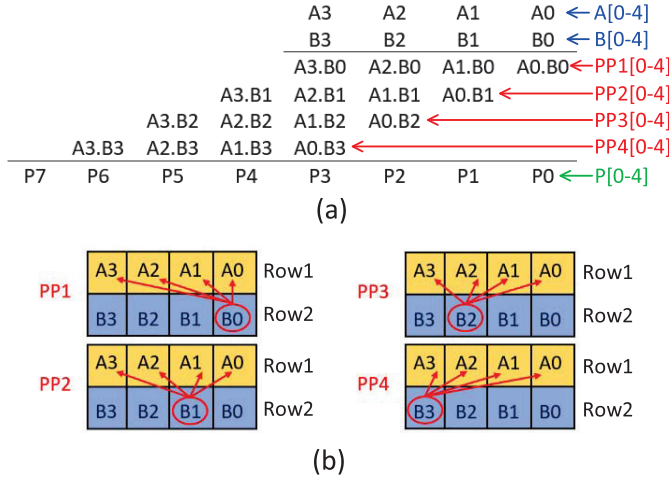 A3 A2 A1 A0 A[0-4]
B3 B2 B1 B0 B[0-4]
A3.B0 A2.B0 A1.B0 A0.B0 PP1[0-4]
A3.B1 A2.B1 A1.B1 A0.B1 PP2[0-4]
A3.B2 A2.B2 A1.B2 A0.B2 PP3[0-4]
A3.B3 A2.B3 A1.B3 A0.B3 PP4[0-4]
P7 P6 P5 P4 P3 P2 P1 P0 P[0-4]
(a)
PP1
A3 A2 A1 A0 Row1
B3 B2 B1 B0 Row2
PP2
A3 A2 A1 A0 Row1
B3 B2 B1 B0 Row2
PP3
A3 A2 A1 A0 Row1
B3 B2 B1 B0 Row2
PP4
A3 A2 A1 A0 Row1
B3 B2 B1 B0 Row2
(b)